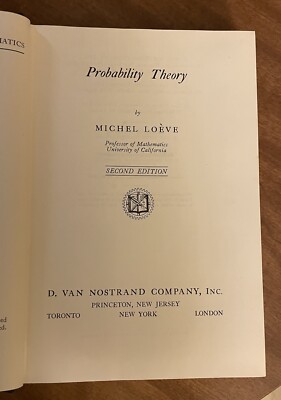 MATICS
Probability Theory
by
MICHEL LOÈVE
Professor of Mathematics
University of California
SECOND EDITION
D. VAN NOSTRAND COMPANY, INC.
PRINCETON, NEW JERSEY
TORONTO NEW YORK LONDON